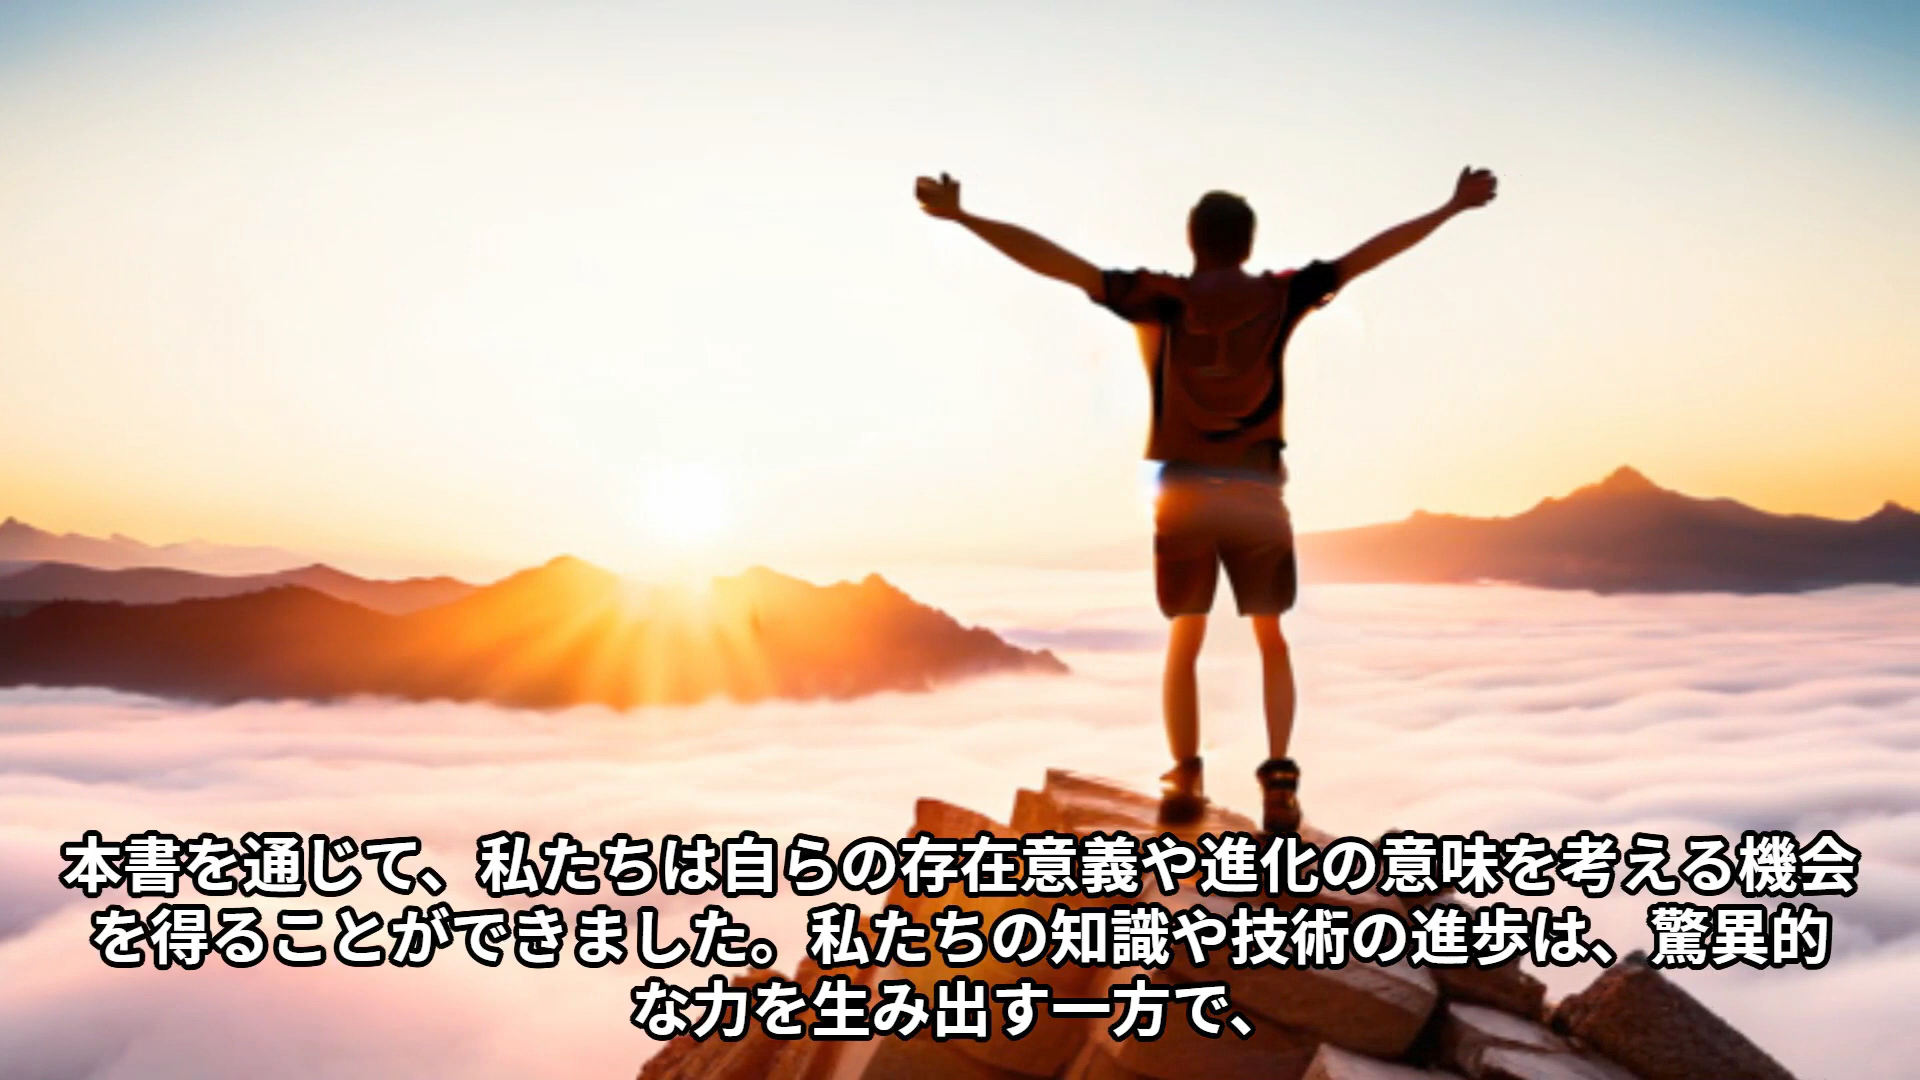 本書を通じて、私たちは自らの存在意義や進化の意味を考える機会
を得ることができました。私たちの知識や技術の進歩は、驚異的
な力を生み出す一方で、